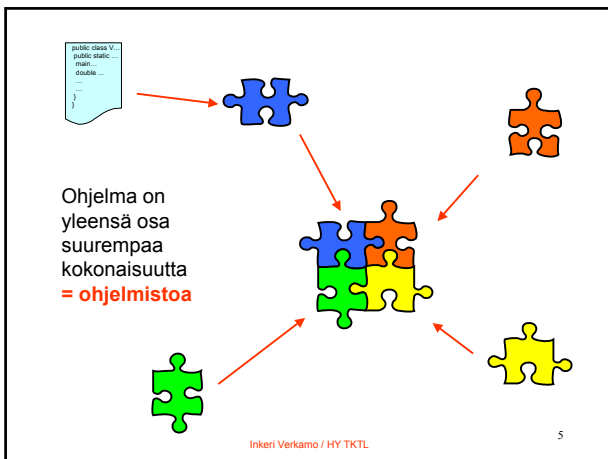 public class V...
public static ...
main...
double ...
...
...
}
}
Ohjelma on
yleensä osa
suurempaa
kokonaisuutta
= ohjelmistoa
Inkeri Verkamo / HY TKTL
5